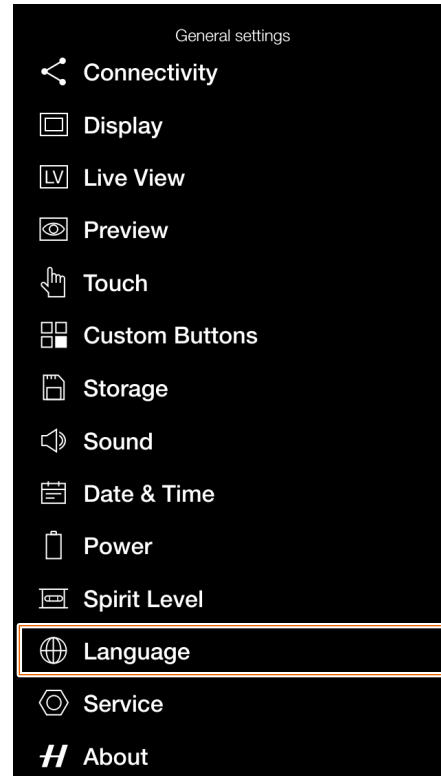 General settings
Connectivity
Display
LV Live View
Preview
Touch
Custom Buttons
Storage
Sound
Date & Time
Power
Spirit Level
Language
Service
H About